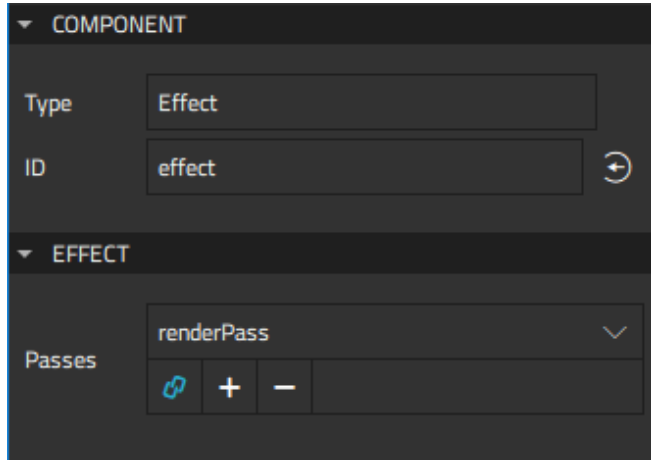 COMPONENT
Type Effect
ID effect
EFFECT
Passes renderPass